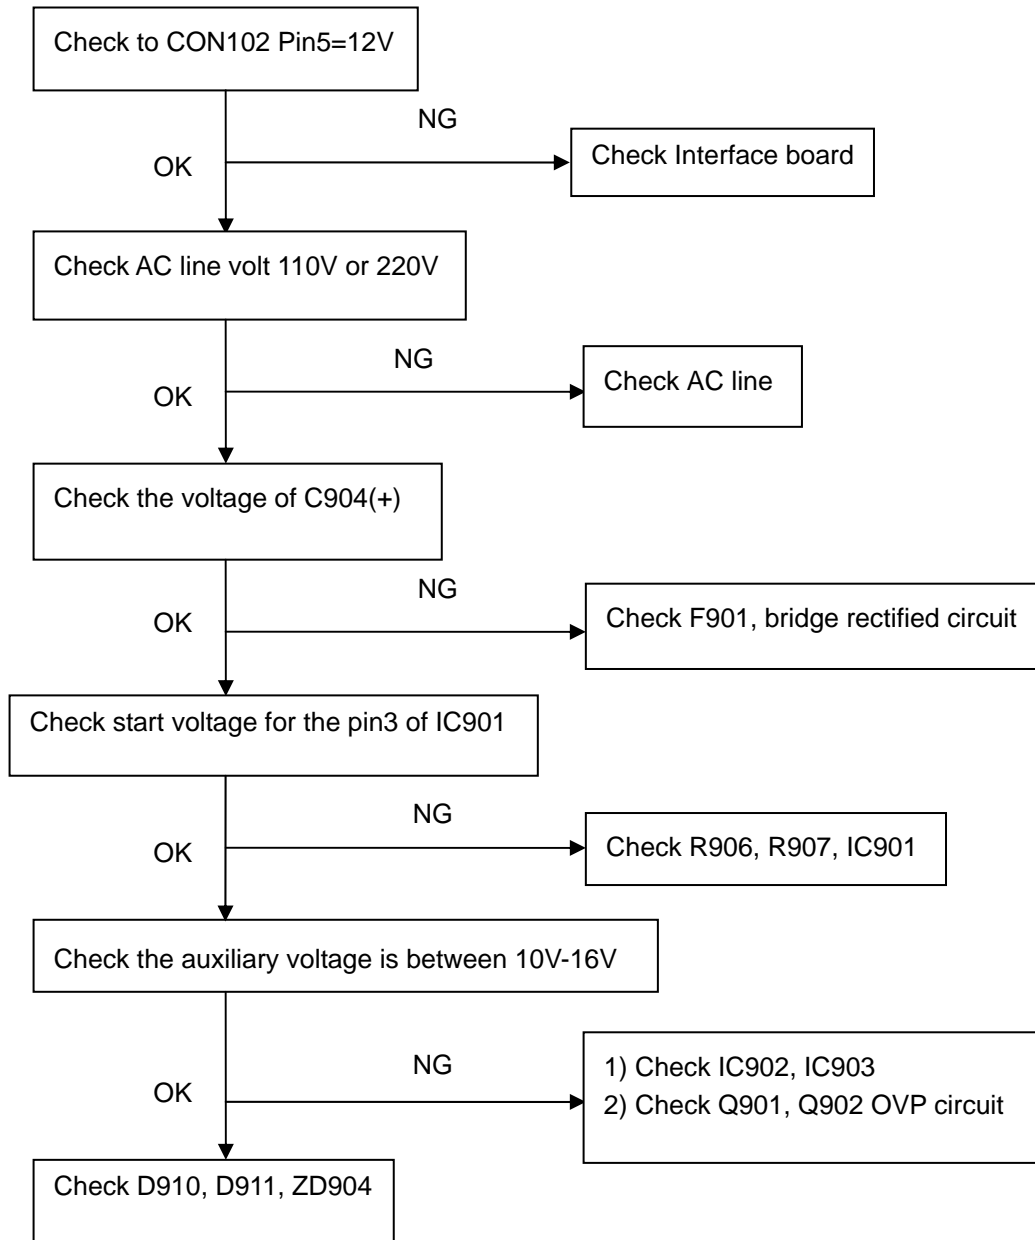 Check to CON102 Pin5=12V
NG
OK
Check Interface board
Check AC line volt 110V or 220V
NG
OK
Check AC line
Check the voltage of C904(+)
NG
OK
Check F901, bridge rectified circuit
Check start voltage for the pin3 of IC901
NG
OK
Check R906, R907, IC901
Check the auxiliary voltage is between 10V-16V
NG
OK
1) Check IC902, IC903
2) Check Q901, Q902 OVP circuit
Check D910, D911, ZD904